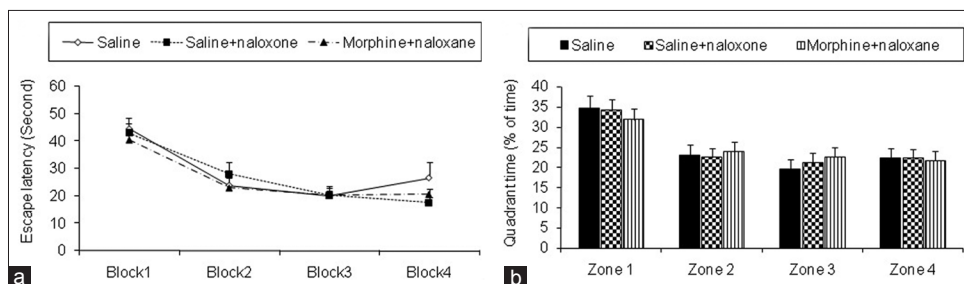 Saline Saline+naloxone Morphine+naloxane
Escape latency (Second)
60
50
40
30
20
10
0
Block1 Block2 Block3 Block4
a
Saline Saline+naloxone Morphine+naloxane
Quadrant time (% of time)
40
35
30
25
20
15
10
5
0
Zone 1 Zone 2 Zone 3 Zone 4
b